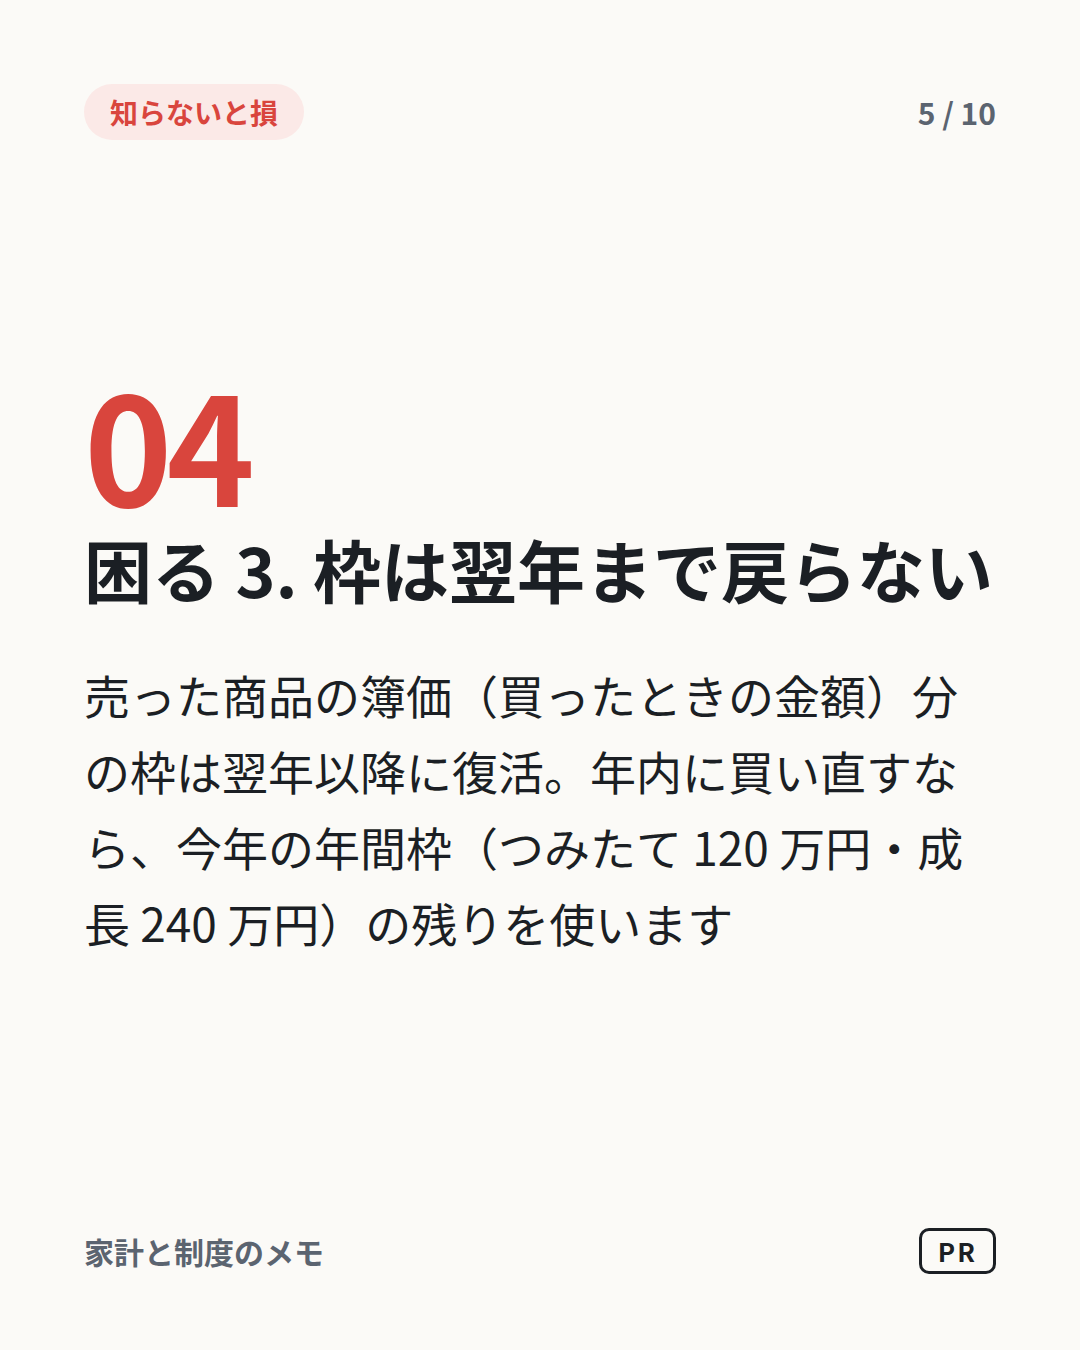 知らないと損
5 / 10
04
困る 3. 枠は翌年まで戻らない
売った商品の簿価（買ったときの金額）分
の枠は翌年以降に復活。年内に買い直すな
ら、今年の年間枠（つみたて 120 万円・成
長 240 万円）の残りを使います
家計と制度のメモ
PR